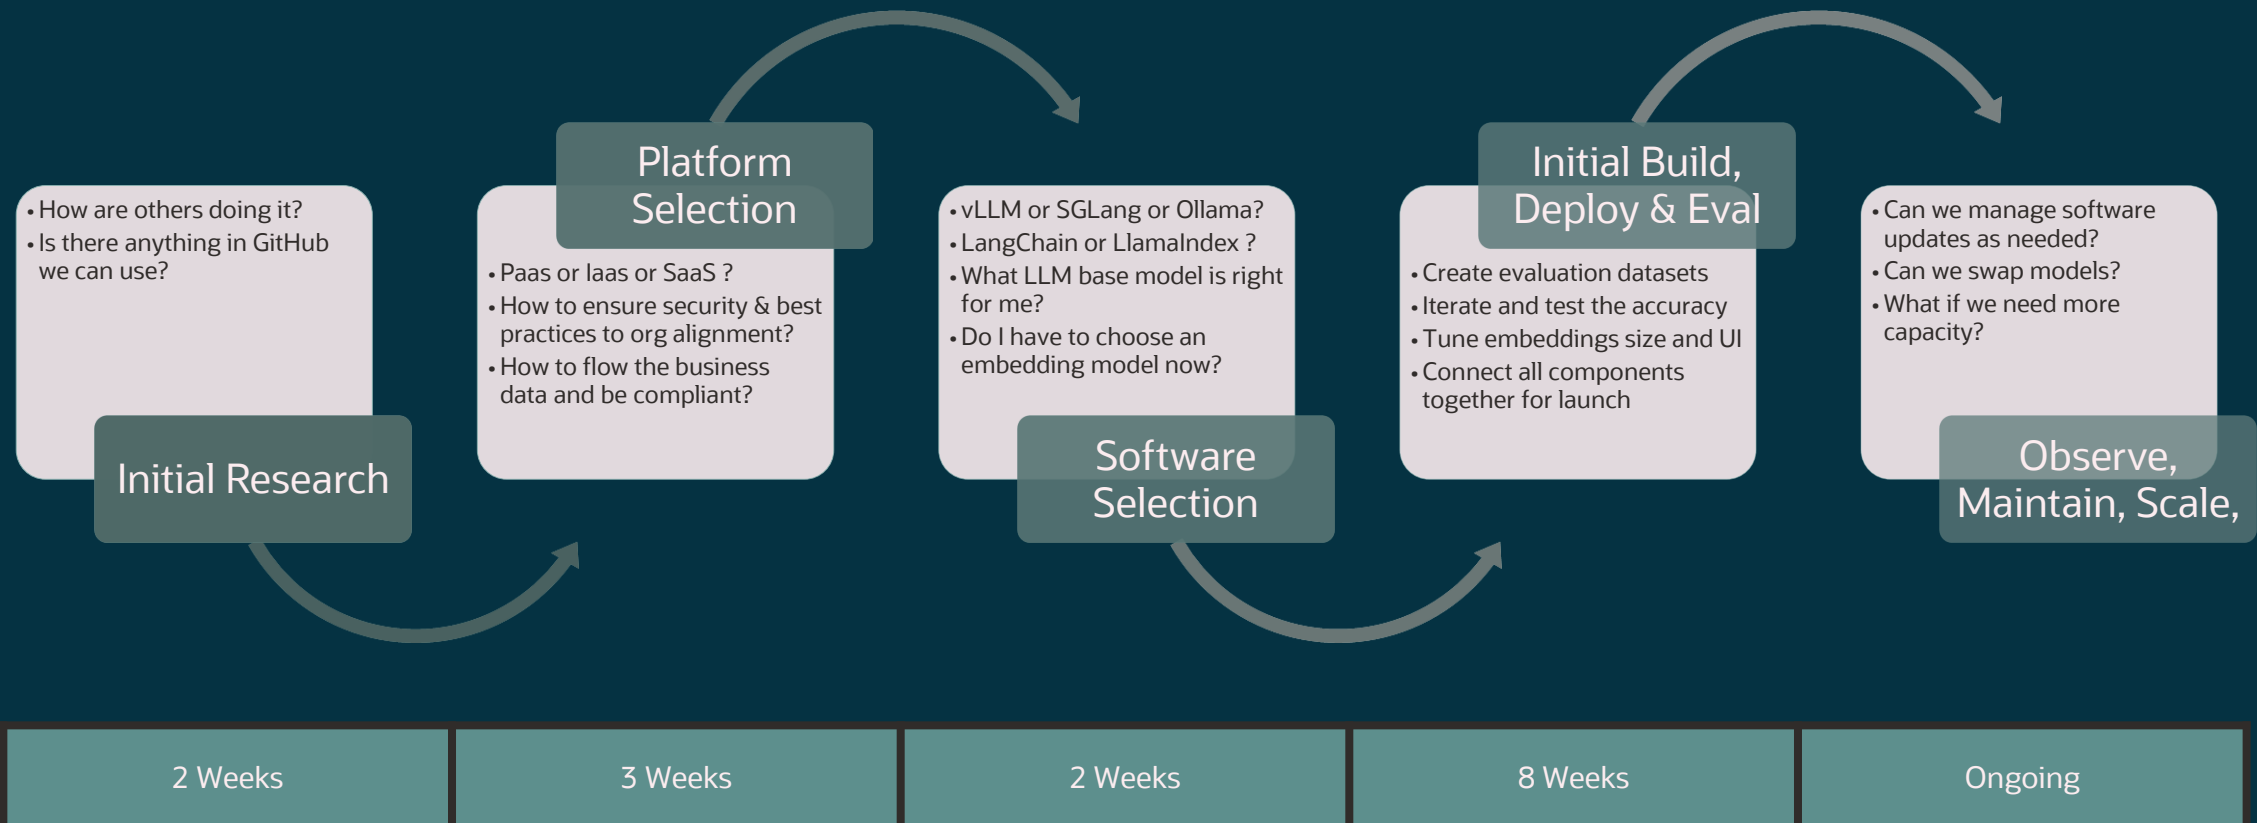 • How are others doing it?
• Is there anything in GitHub
we can use?
Initial Research
Platform
Selection
• Paas or Iaas or SaaS ?
• How to ensure security & best
practices to org alignment?
• How to flow the business
data and be compliant?
• vLLM or SGLang or Ollama?
• LangChain or LlamaIndex ?
• What LLM base model is right
for me?
• Do I have to choose an
embedding model now?
Software
Selection
Initial Build,
Deploy & Eval
• Create evaluation datasets
• Iterate and test the accuracy
• Tune embeddings size and UI
• Connect all components
together for launch
• Can we manage software
updates as needed?
• Can we swap models?
• What if we need more
capacity?
Observe,
Maintain, Scale,
2 Weeks
3 Weeks
2 Weeks
8 Weeks
Ongoing